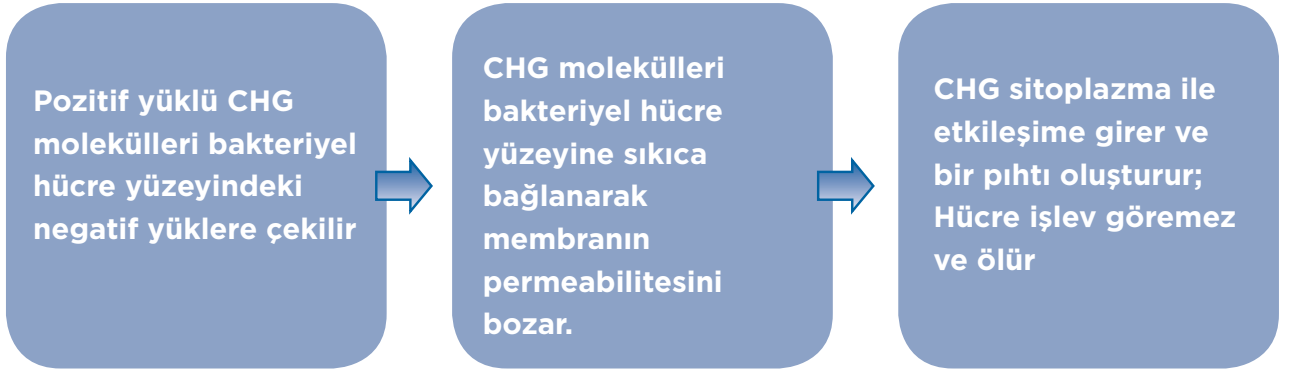 Pozitif yüklü CHG
molekülleri bakteriyel
hücre yüzeyindeki
negatif yüklere çekilir
CHG molekülleri
bakteriyel hücre
yüzeyine sıkıca
bağlanarak
membranın
permeabilitesini
bozar.
CHG sitoplazma ile
etkileşime girer ve
bir pıhtı oluşturur;
Hücre işlev göremez
ve ölür